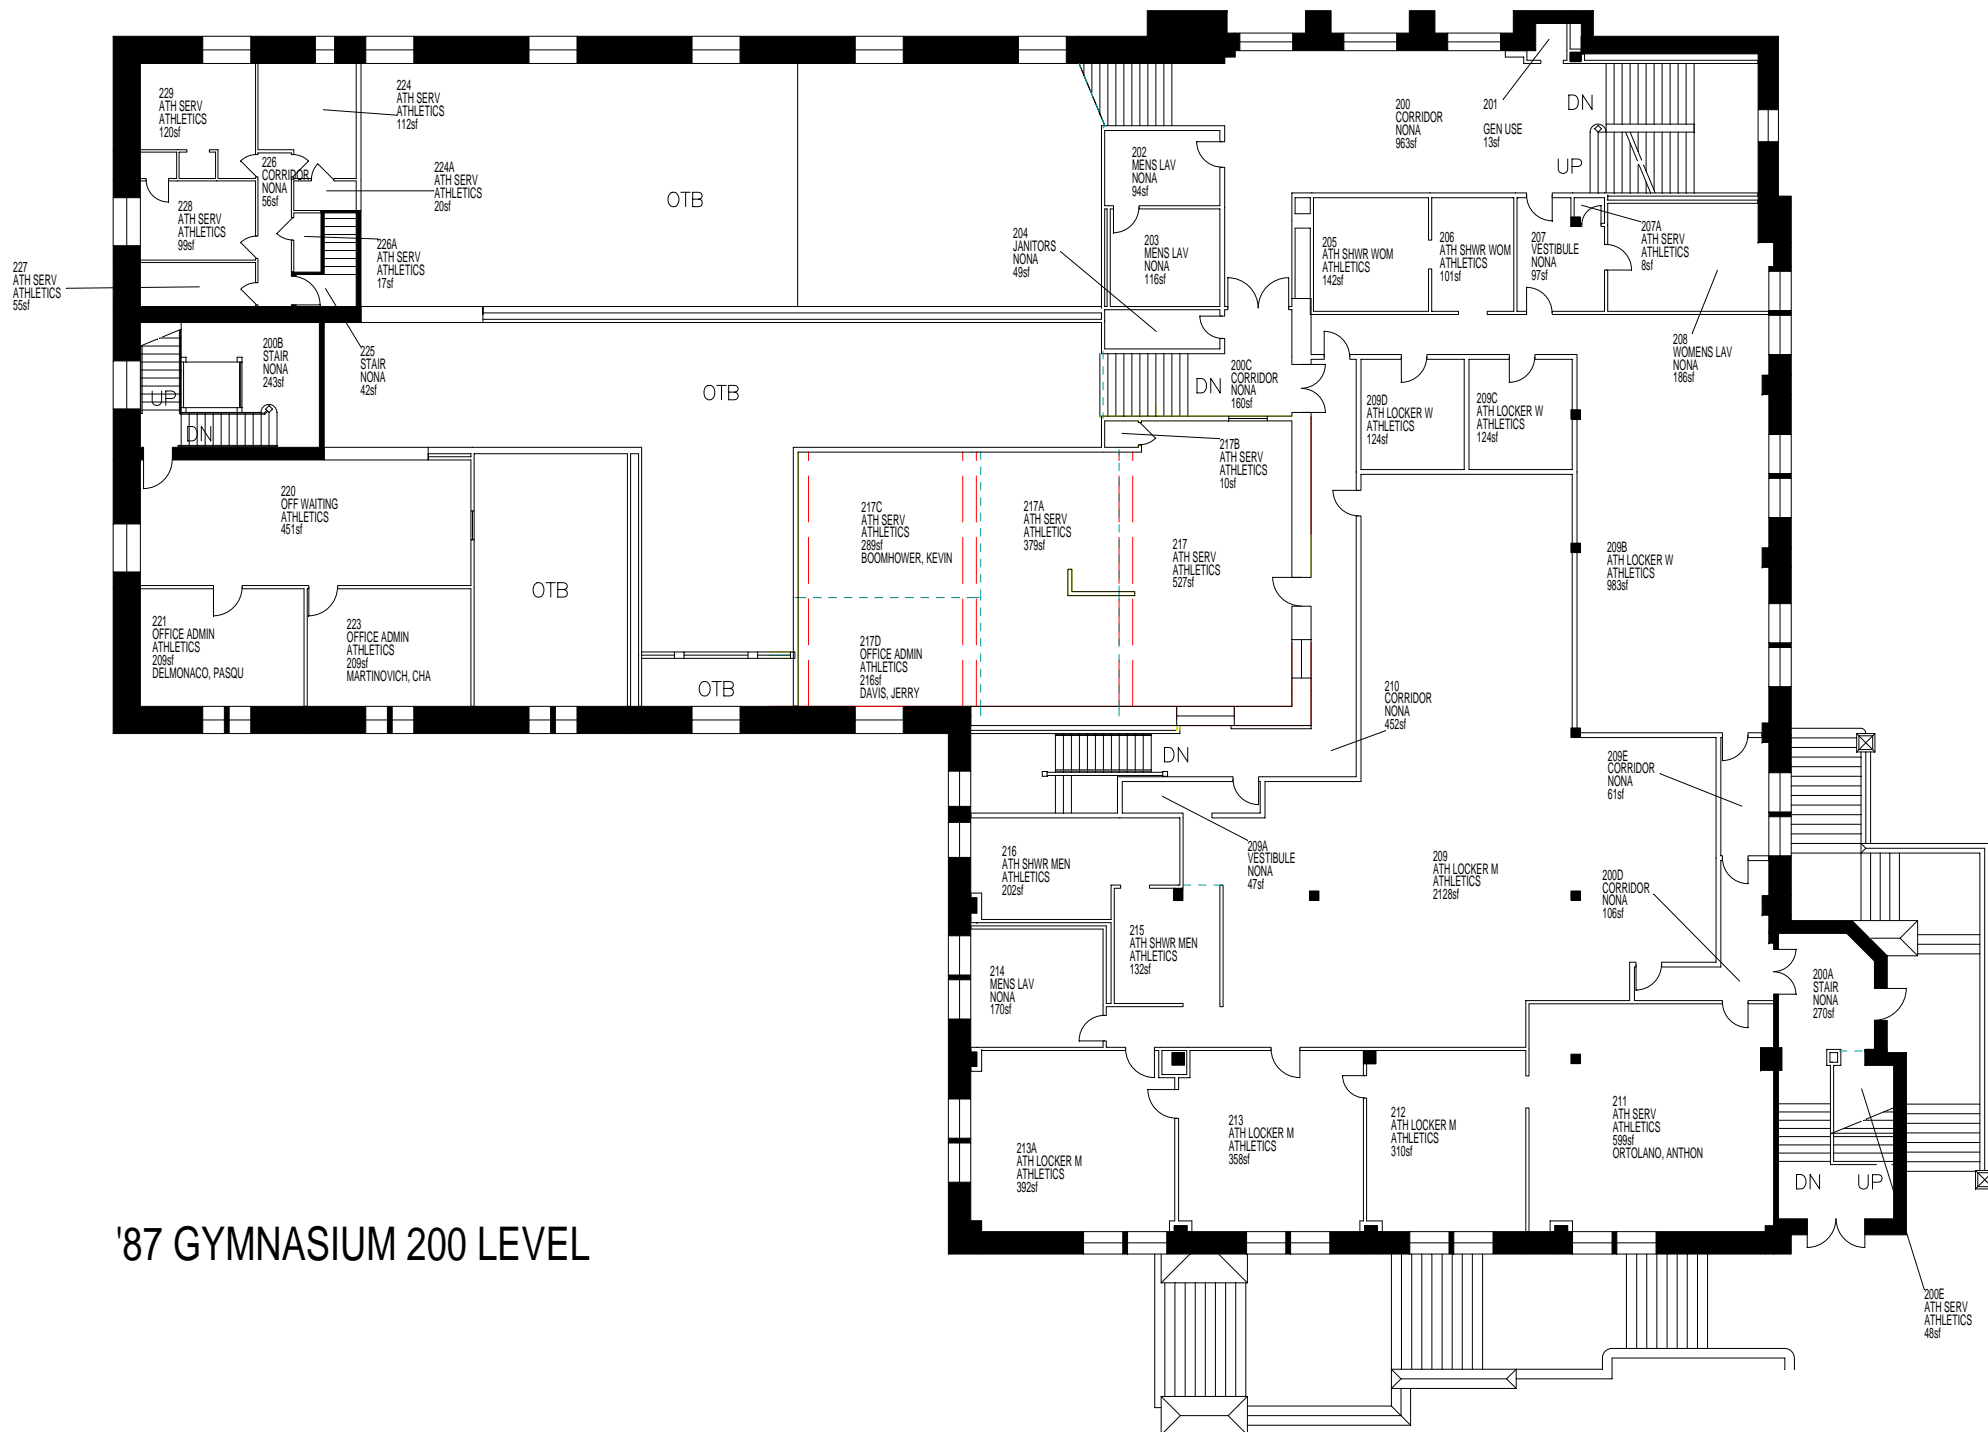 229
ATH SERV
ATHLETICS
120sf
224
ATH SERV
ATHLETICS
112sf
226
CORRIDOR
NONA
56sf
224A
ATH SERV
ATHLETICS
20sf
228
ATH SERV
ATHLETICS
99sf
226A
ATH SERV
ATHLETICS
17sf
227
ATH SERV
ATHLETICS
55sf
225
STAIR
NONA
42sf
200B
STAIR
NONA
243sf
UP
DN
OTB
OTB
OTB
OTB
200
CORRIDOR
NONA
963sf
201
GEN USE
13sf
DN
UP
202
MENS LAV
NONA
94sf
203
MENS LAV
NONA
116sf
204
JANITORS
NONA
49sf
205
ATH SHWR WOM
ATHLETICS
142sf
206
ATH SHWR WOM
ATHLETICS
101sf
207
VESTIBULE
NONA
97sf
207A
ATH SERV
ATHLETICS
8sf
208
WOMENS LAV
NONA
186sf
DN
200C
CORRIDOR
NONA
160sf
209D
ATH LOCKER W
ATHLETICS
124sf
209C
ATH LOCKER W
ATHLETICS
124sf
217B
ATH SERV
ATHLETICS
10sf
220
OFF WAITING
ATHLETICS
451sf
217C
ATH SERV
ATHLETICS
289sf
BOOMHOWER, KEVIN
217A
ATH SERV
ATHLETICS
379sf
217
ATH SERV
ATHLETICS
527sf
209B
ATH LOCKER W
ATHLETICS
983sf
221
OFFICE ADMIN
ATHLETICS
209sf
DELMONACO, PASQU
223
OFFICE ADMIN
ATHLETICS
209sf
MARTINOVICH, CHA
217D
OFFICE ADMIN
ATHLETICS
216sf
DAVIS, JERRY
210
CORRIDOR
NONA
452sf
DN
209E
CORRIDOR
NONA
61sf
216
ATH SHWR MEN
ATHLETICS
202sf
209A
VESTIBULE
NONA
47sf
209
ATH LOCKER M
ATHLETICS
2128sf
200D
CORRIDOR
NONA
106sf
215
ATH SHWR MEN
ATHLETICS
132sf
214
MENS LAV
NONA
170sf
200A
STAIR
NONA
270sf
213A
ATH LOCKER M
ATHLETICS
392sf
213
ATH LOCKER M
ATHLETICS
358sf
212
ATH LOCKER M
ATHLETICS
310sf
211
ATH SERV
ATHLETICS
599sf
ORTOLANO, ANTHON
DN
UP
200E
ATH SERV
ATHLETICS
48sf
'87 GYMNASIUM 200 LEVEL